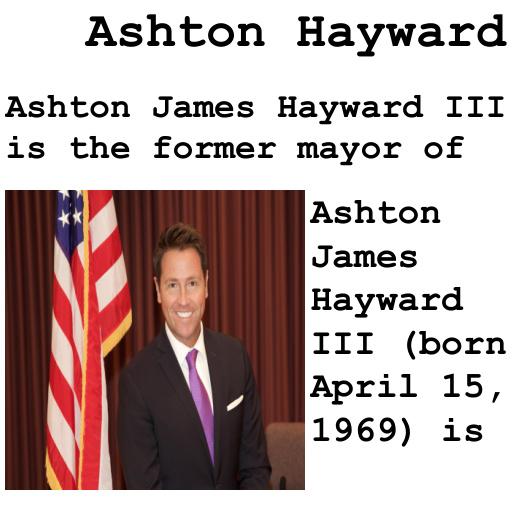 Ashton Hayward
Ashton James Hayward III
is the former mayor of
Ashton
James
Hayward
III (born
April 15,
1969) is